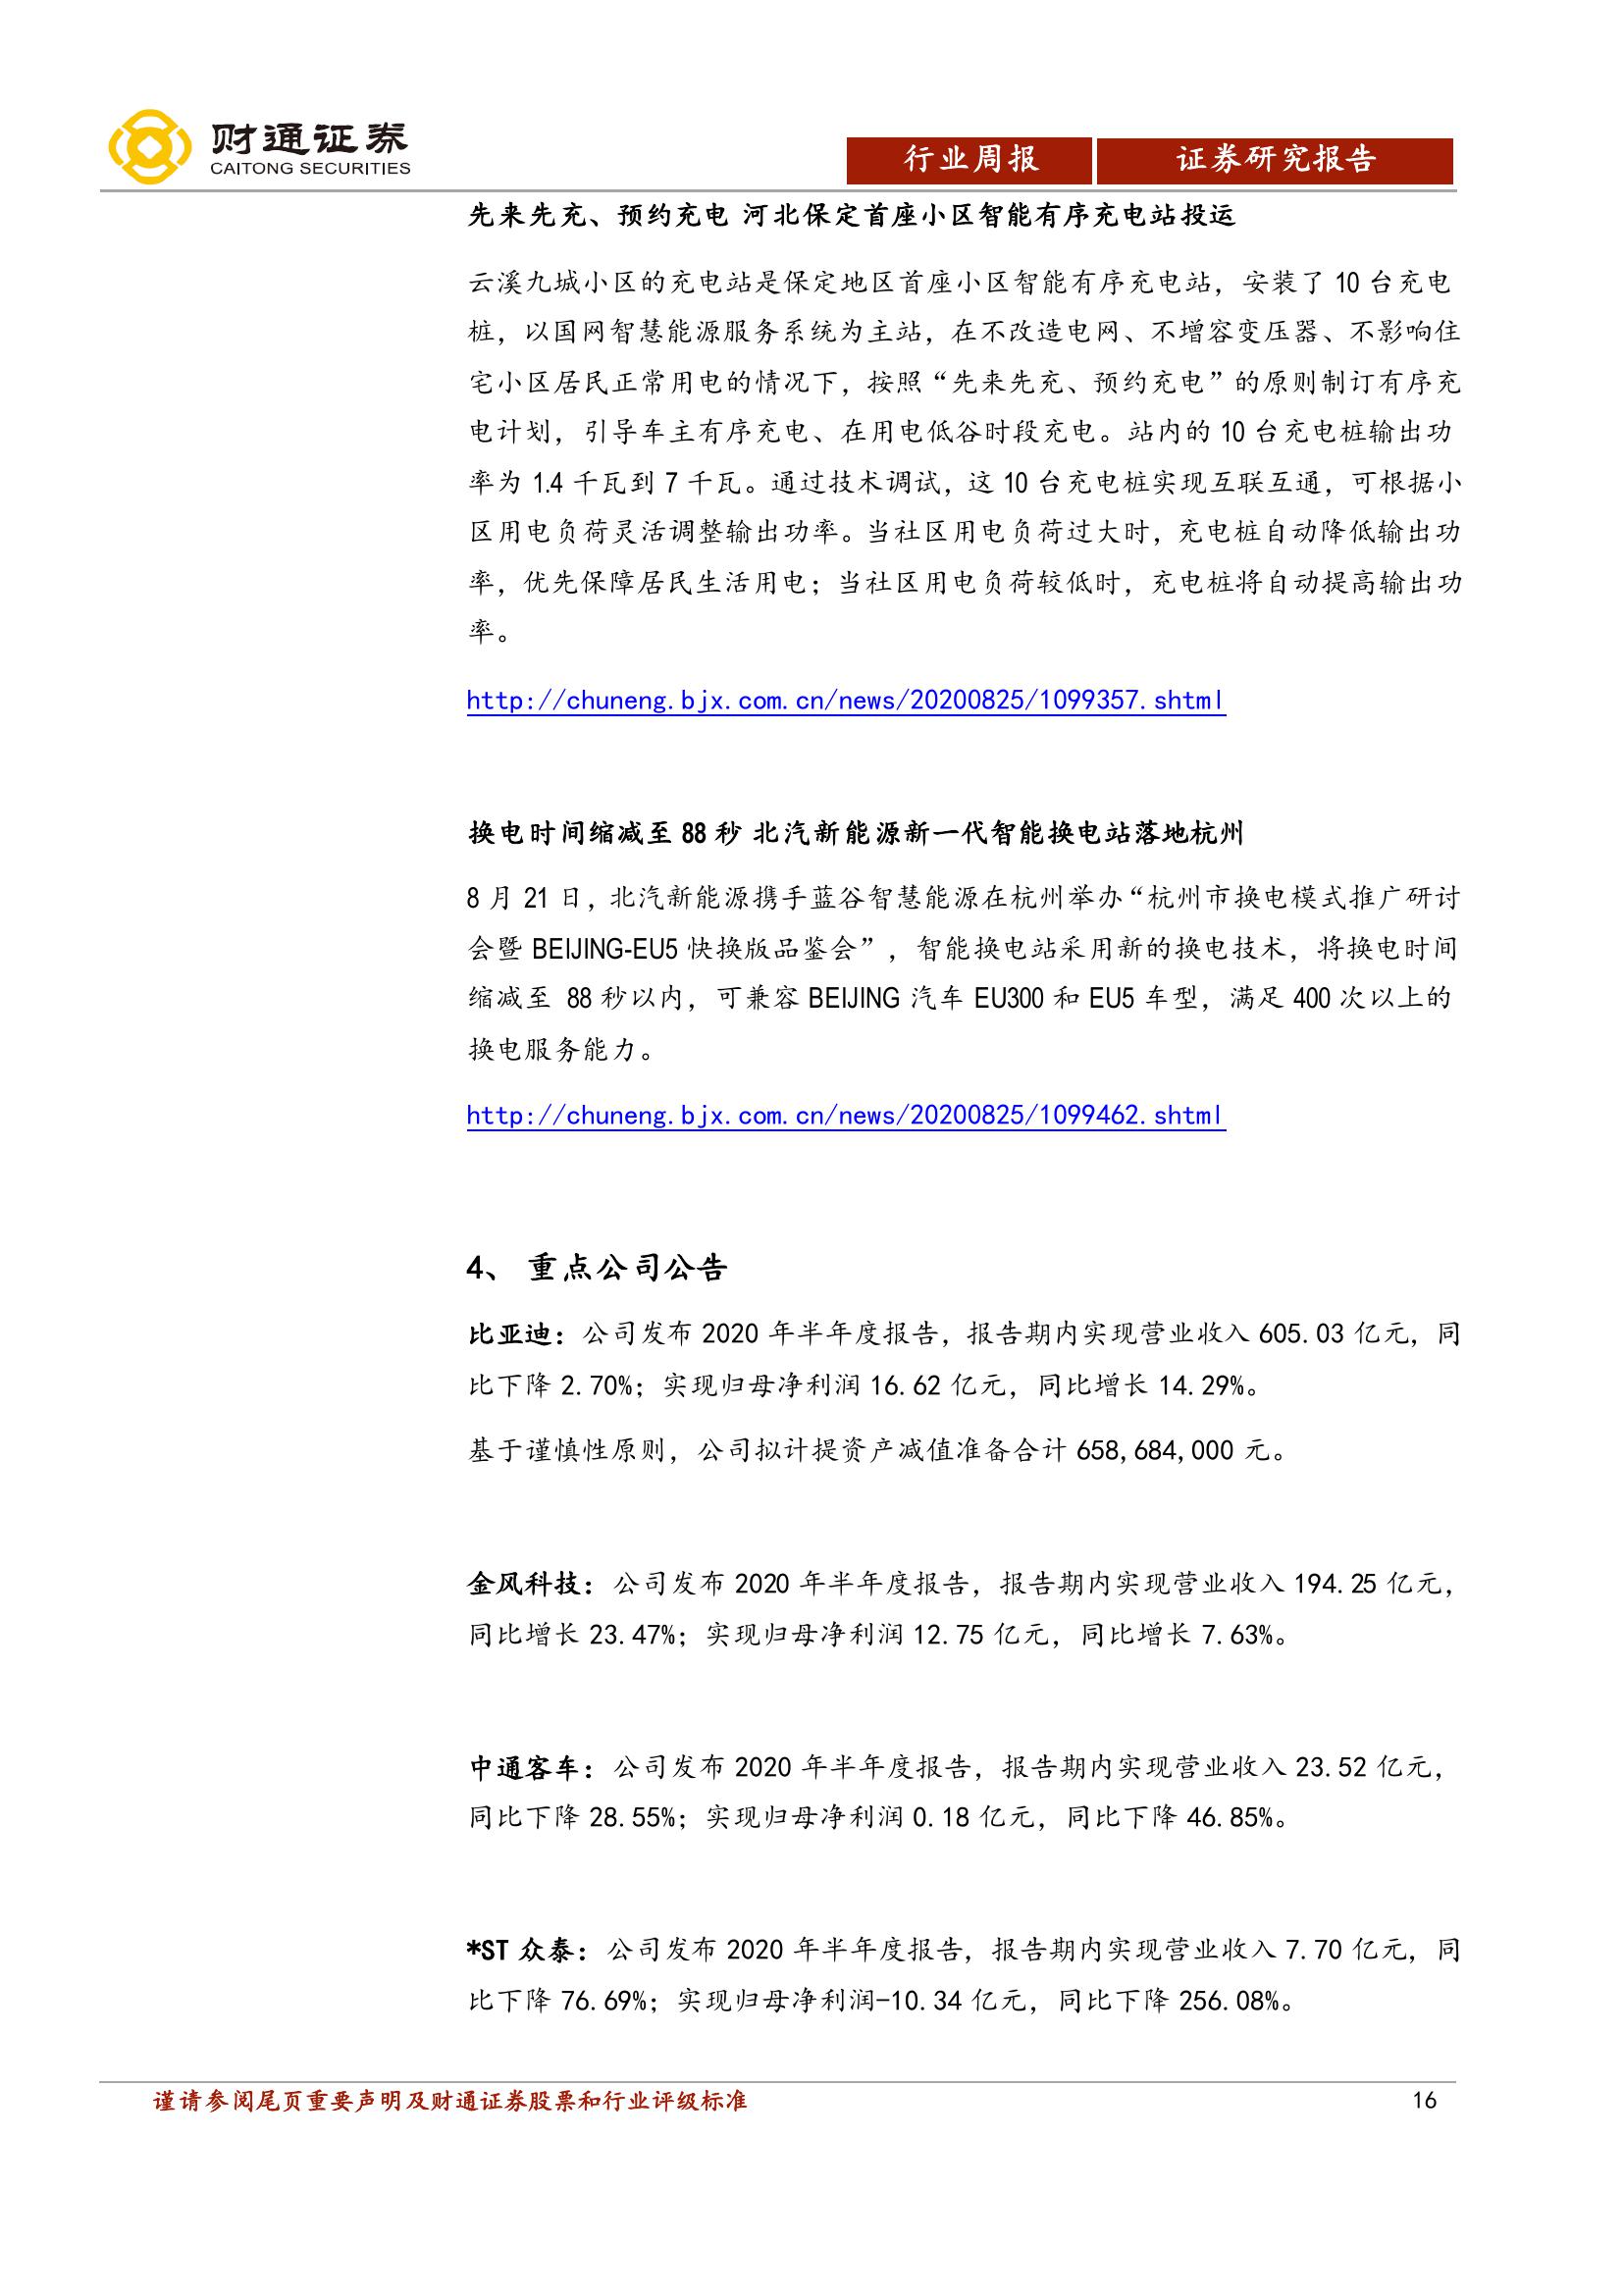 财通证券
CAITONG SECURITIES
行业周报
证券研究报告
先来先充、预约充电 河北保定首座小区智能有序充电站投运
云溪九城小区的充电站是保定地区首座小区智能有序充电站，安装了 10 台充电
桩，以国网智慧能源服务系统为主站，在不改造电网、不增容变压器、不影响住
宅小区居民正常用电的情况下，按照“先来先充、预约充电”的原则制订有序充
电计划，引导车主有序充电、在用电低谷时段充电。站内的 10 台充电桩输出功
率为 1.4 千瓦到 7 千瓦。通过技术调试，这 10 台充电桩实现互联互通，可根据小
区用电负荷灵活调整输出功率。当社区用电负荷过大时，充电桩自动降低输出功
率，优先保障居民生活用电；当社区用电负荷较低时，充电桩将自动提高输出功
率。
http://chuneng.bjx.com.cn/news/20200825/1099357.shtml
换电时间缩减至 88 秒 北汽新能源新一代智能换电站落地杭州
8 月 21 日，北汽新能源携手蓝谷智慧能源在杭州举办“杭州市换电模式推广研讨
会暨 BEIJING-EU5 快换版品鉴会”，智能换电站采用新的换电技术，将换电时间
缩减至 88 秒以内，可兼容 BEIJING 汽车 EU300 和 EU5 车型，满足 400 次以上的
换电服务能力。
http://chuneng.bjx.com.cn/news/20200825/1099462.shtml
4、 重点公司公告
比亚迪：公司发布 2020 年半年度报告，报告期内实现营业收入 605.03 亿元，同
比下降 2.70%；实现归母净利润 16.62 亿元，同比增长 14.29%。
基于谨慎性原则，公司拟计提资产减值准备合计 658,684,000 元。
金风科技：公司发布 2020 年半年度报告，报告期内实现营业收入 194.25 亿元，
同比增长 23.47%；实现归母净利润 12.75 亿元，同比增长 7.63%。
中通客车：公司发布 2020 年半年度报告，报告期内实现营业收入 23.52 亿元，
同比下降 28.55%；实现归母净利润 0.18 亿元，同比下降 46.85%。
*ST 众泰：公司发布 2020 年半年度报告，报告期内实现营业收入 7.70 亿元，同
比下降 76.69%；实现归母净利润-10.34 亿元，同比下降 256.08%。
谨请参阅尾页重要声明及财通证券股票和行业评级标准
16